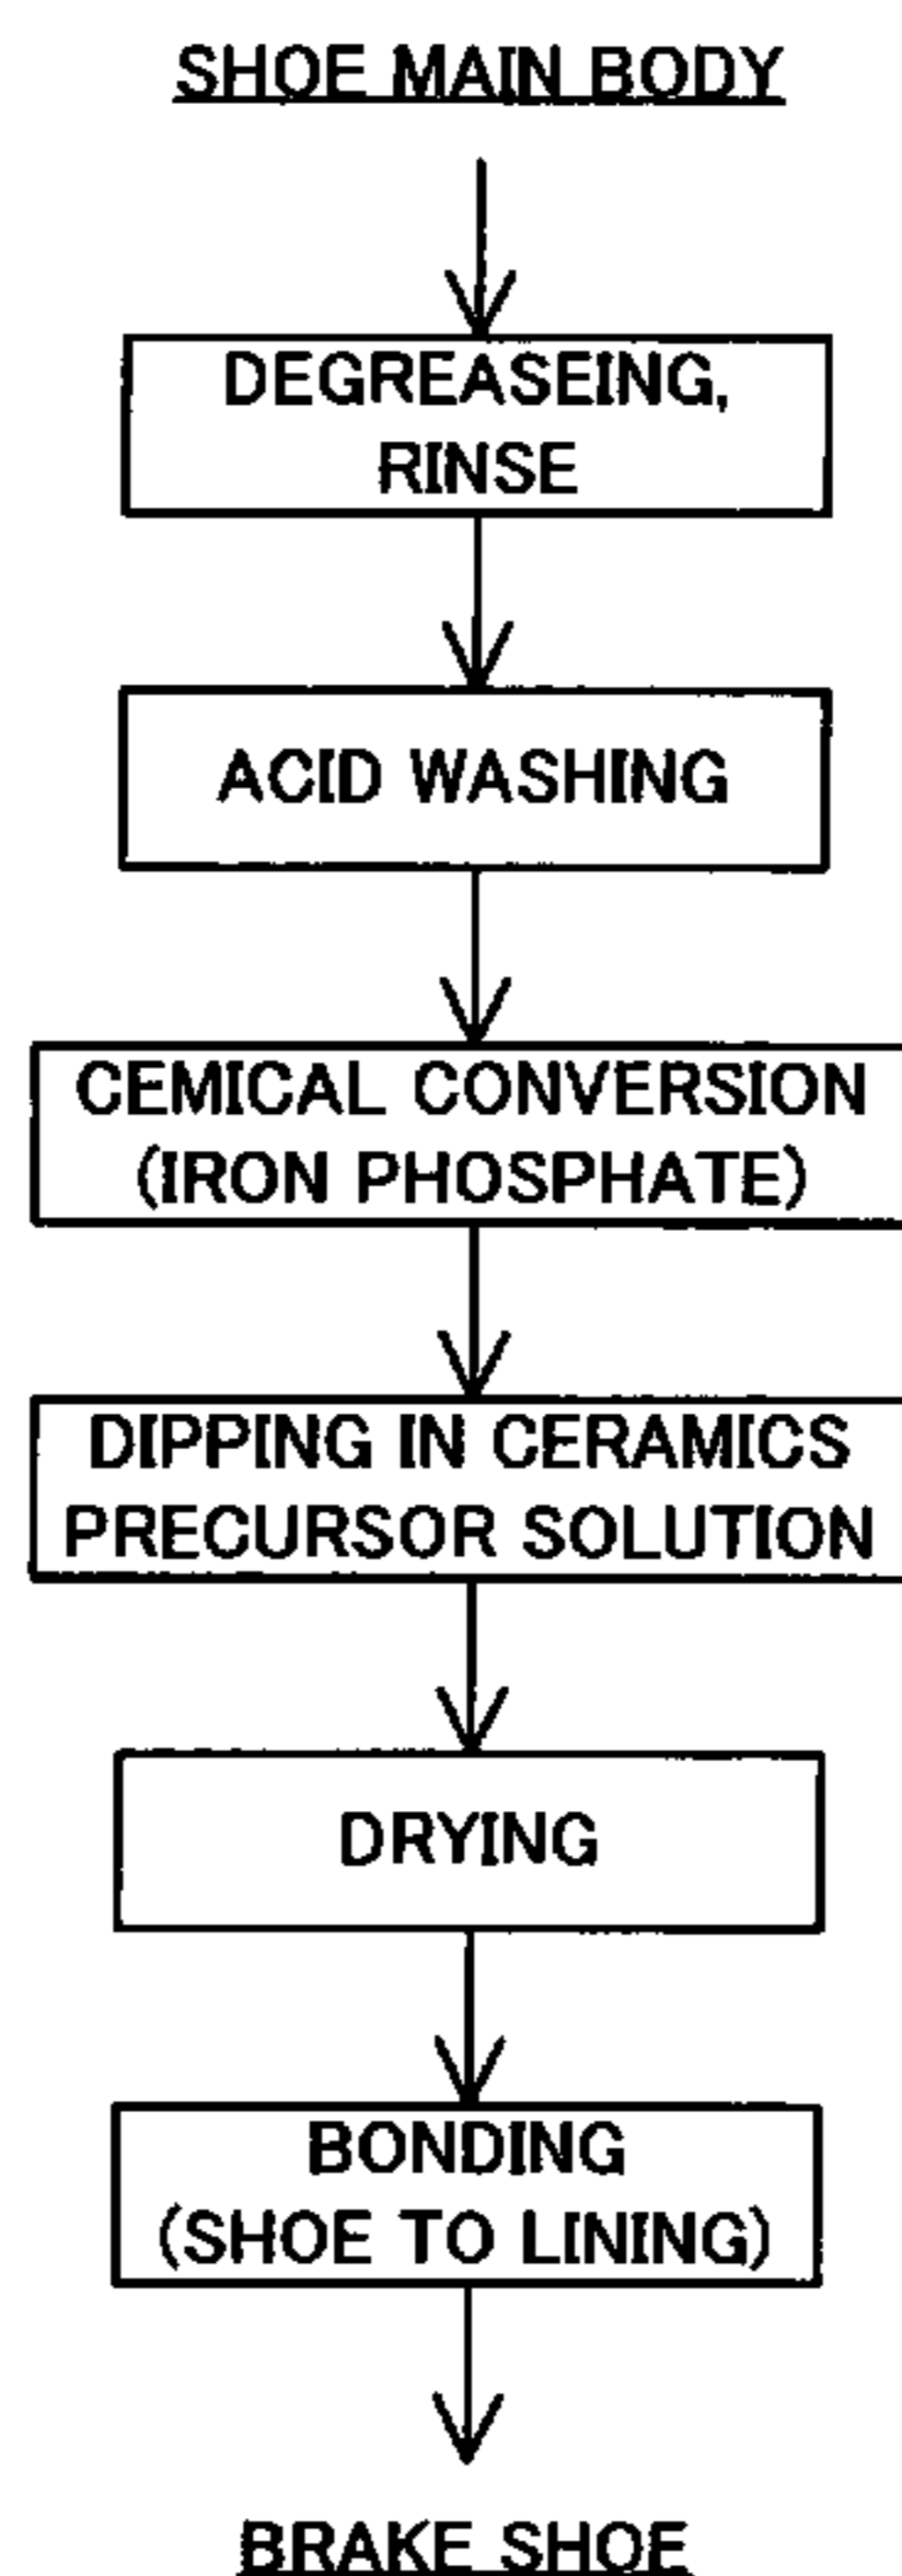 SHOE MAIN BODY
DEGREASEING,
RINSE
ACID WASHING
CEMICAL CONVERSION
(IRON PHOSPHATE)
DIPPING IN CERAMICS
PRECURSOR SOLUTION
DRYING
BONDING
(SHOE TO LINING)
BRAKE SHOE